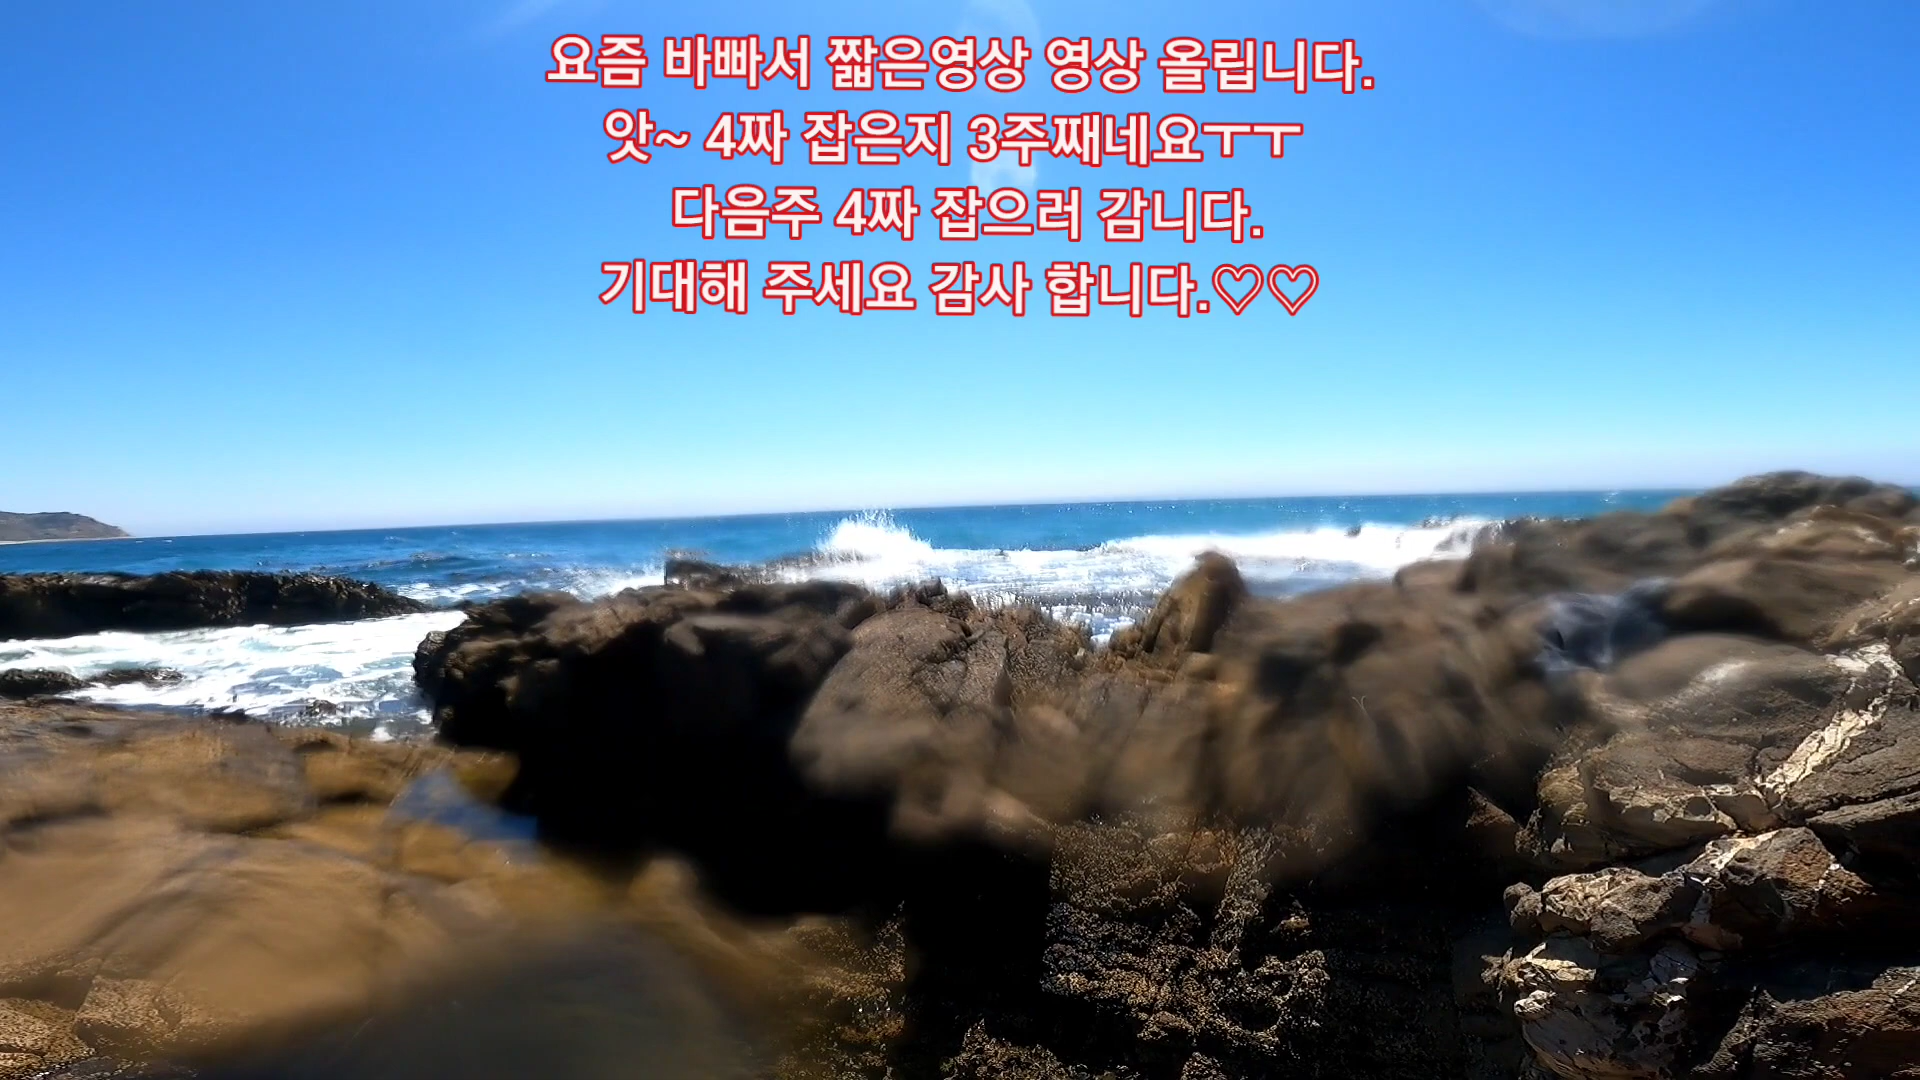 요즘 바빠서 짧은영상 영상 올립니다.
앗~ 4짜 잡은지 3주째네요ㅜㅜ
다음주 4짜 잡으러 감니다.
기대해 주세요 감사 합니다.♡♡